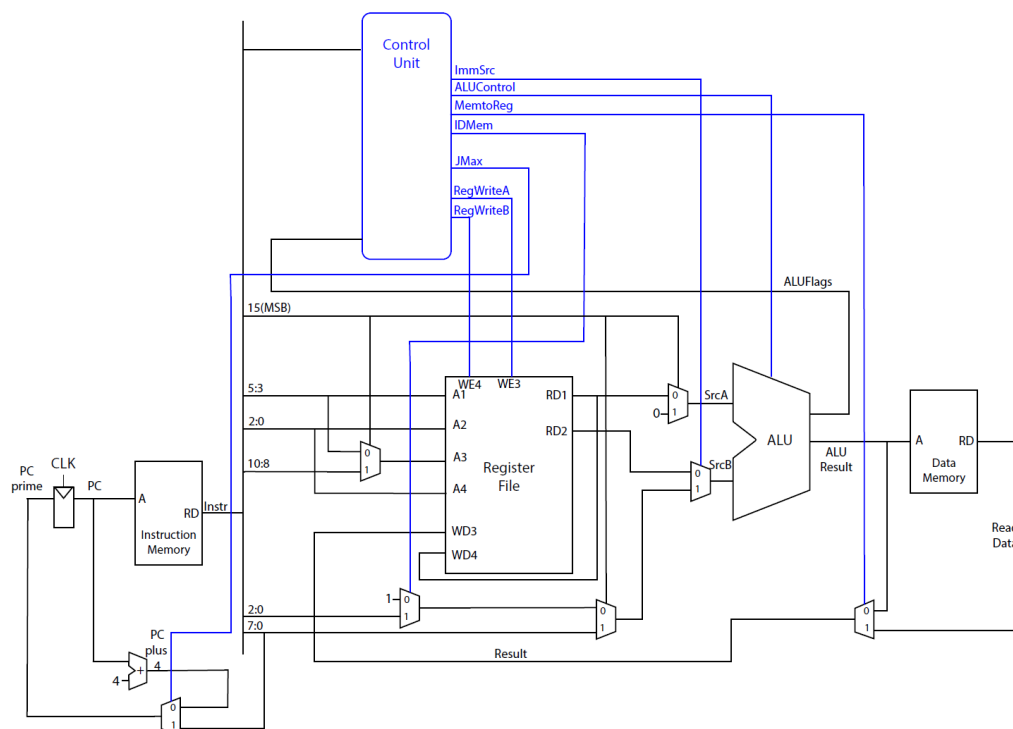 Control
Unit
ImmSrc
ALUControl
MemtoReg
IDMem
JMax
RegWriteA
RegWriteB
ALUFlags
15(MSB)
WE4
WE3
5:3
A1
RD1
0
1
0
SrcA
2:0
A2
RD2
ALU
A
RD
ALU
Result
Data
Memory
0
1
A3
Register
File
0
1
SrcB
10:8
A4
CLK
PC
prime
PC
A
RD
Instr
Instruction
Memory
WD3
WD4
Read
Data
1
0
1
2:0
7:0
0
1
0
1
PC
plus
4
+
4
Result
0
1